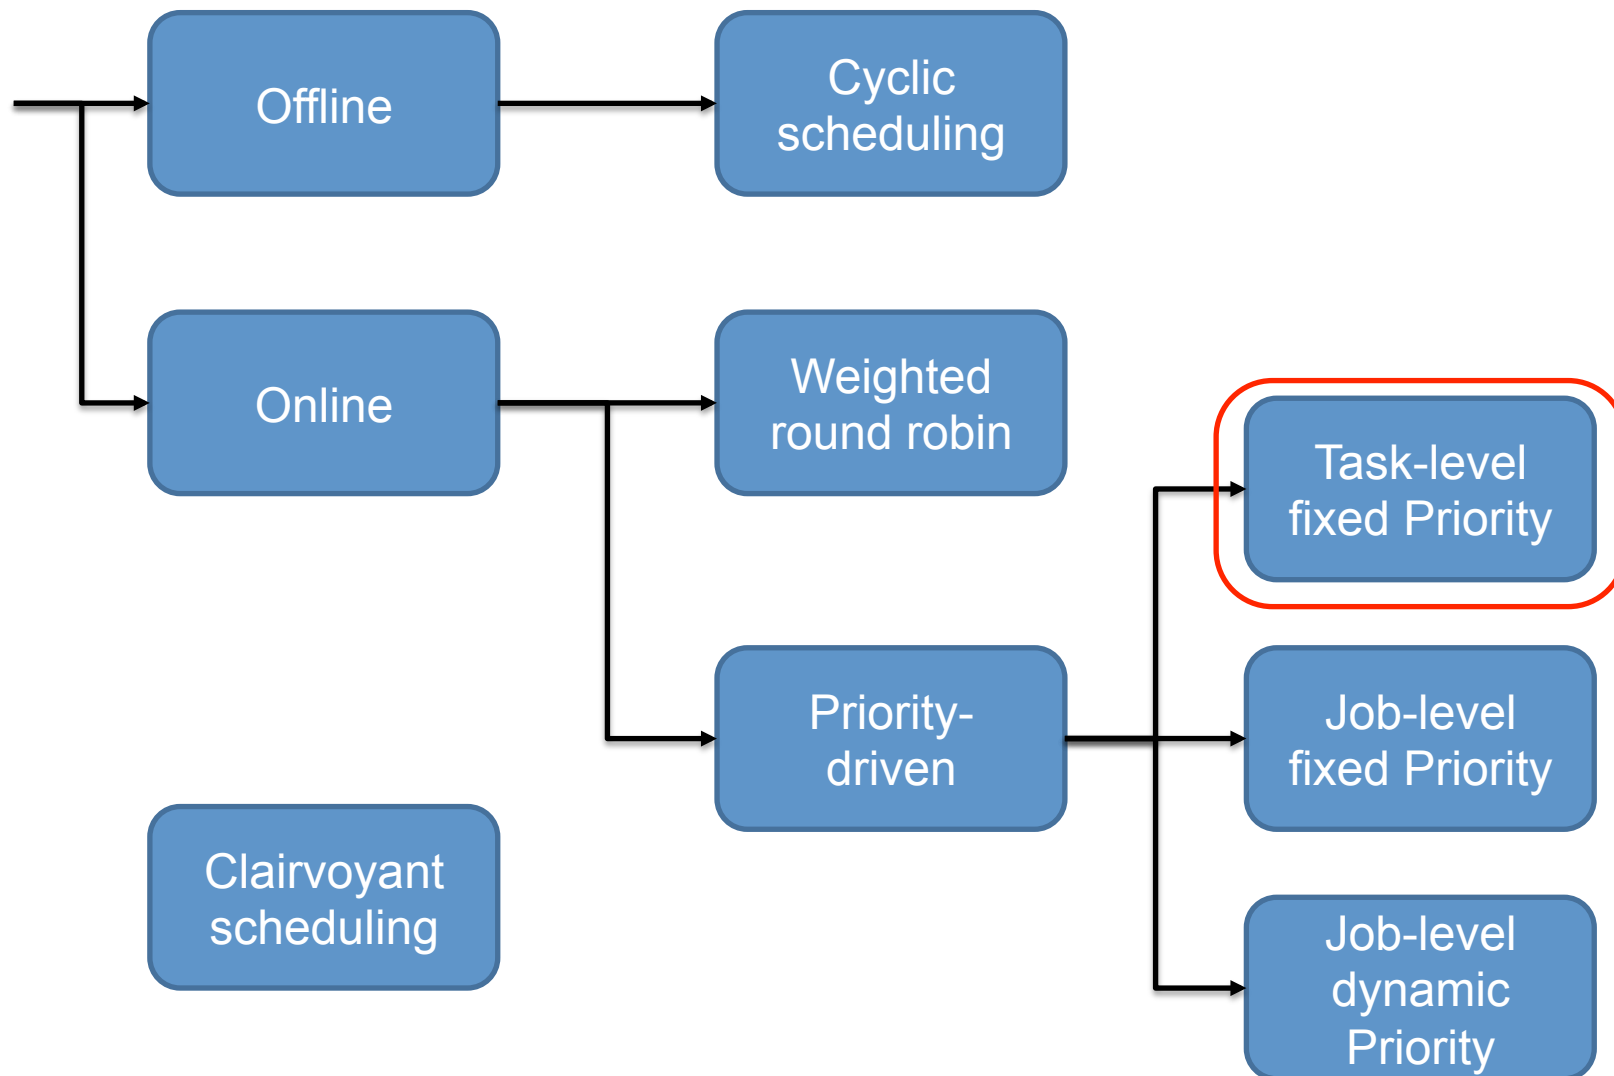 Offline
Cyclic
scheduling
Online
Weighted
round robin
Task-level
fixed Priority
Priority-
driven
Job-level
fixed Priority
Clairvoyant
scheduling
Job-level
dynamic
Priority